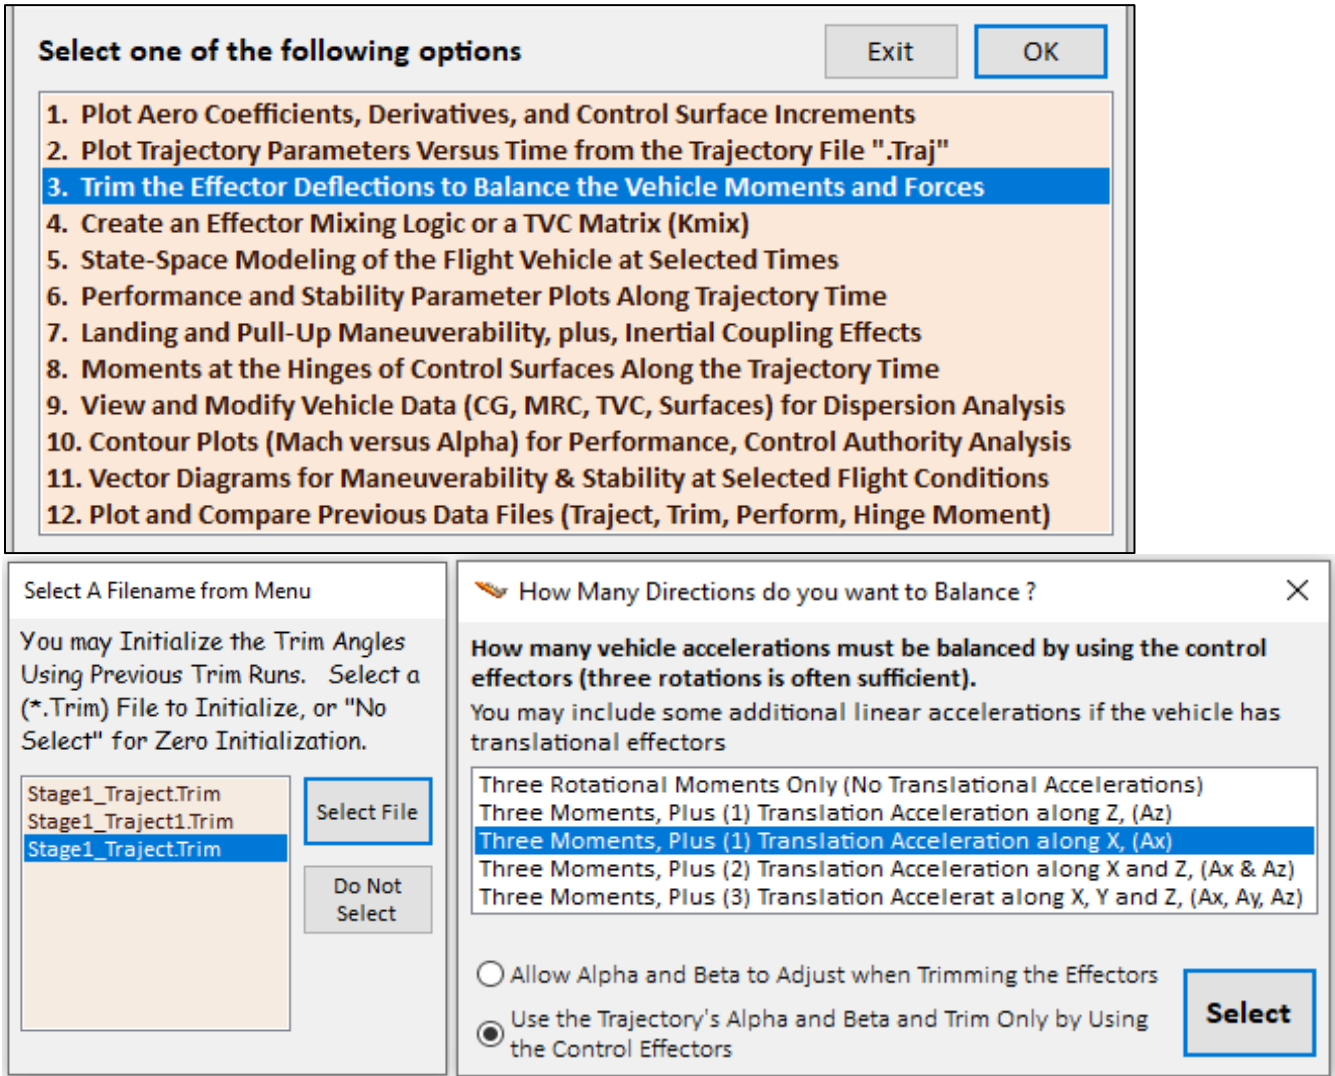 Select one of the following options
Exit
OK
1. Plot Aero Coefficients, Derivatives, and Control Surface Increments
2. Plot Trajectory Parameters Versus Time from the Trajectory File ".Traj"
3. Trim the Effector Deflections to Balance the Vehicle Moments and Forces
4. Create an Effector Mixing Logic or a TVC Matrix (Kmix)
5. State-Space Modeling of the Flight Vehicle at Selected Times
6. Performance and Stability Parameter Plots Along Trajectory Time
7. Landing and Pull-Up Maneuverability, plus, Inertial Coupling Effects
8. Moments at the Hinges of Control Surfaces Along the Trajectory Time
9. View and Modify Vehicle Data (CG, MRC, TVC, Surfaces) for Dispersion Analysis
10. Contour Plots (Mach versus Alpha) for Performance, Control Authority Analysis
11. Vector Diagrams for Maneuverability & Stability at Selected Flight Conditions
12. Plot and Compare Previous Data Files (Traject, Trim, Perform, Hinge Moment)
Select A Filename from Menu
You may Initialize the Trim Angles
Using Previous Trim Runs. Select a
(*.Trim) File to Initialize, or "No
Select" for Zero Initialization.
Stage1_Traject.Trim
Stage1_Traject1.Trim
Stage1_Traject.Trim
Select File
Do Not
Select
How Many Directions do you want to Balance ?
How many vehicle accelerations must be balanced by using the control
effectors (three rotations is often sufficient).
You may include some additional linear accelerations if the vehicle has
translational effectors
Three Rotational Moments Only (No Translational Accelerations)
Three Moments, Plus (1) Translation Acceleration along Z, (Az)
Three Moments, Plus (1) Translation Acceleration along X, (Ax)
Three Moments, Plus (2) Translation Acceleration along X and Z, (Ax & Az)
Three Moments, Plus (3) Translation Accelerat along X, Y and Z, (Ax, Ay, Az)
Allow Alpha and Beta to Adjust when Trimming the Effectors
Use the Trajectory's Alpha and Beta and Trim Only by Using
the Control Effectors
Select